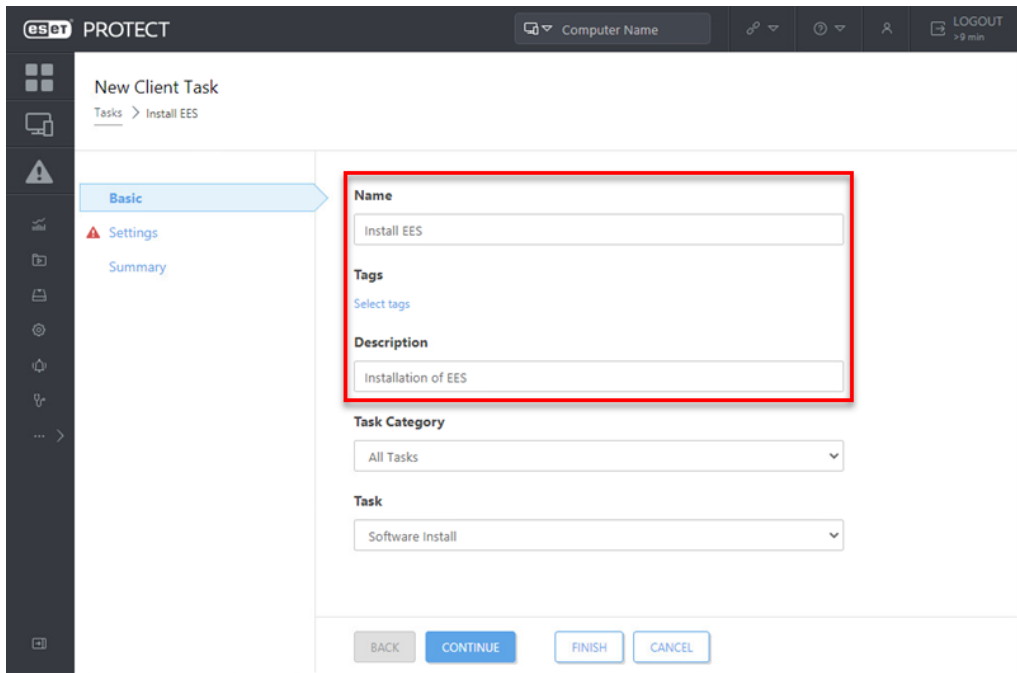 eset PROTECT
Computer Name
LOGOUT
>9 min
New Client Task
Tasks > Install EES
Basic
Settings
Summary
Name
Install EES
Tags
Select tags
Description
Installation of EES
Task Category
All Tasks
Task
Software Install
BACK CONTINUE FINISH CANCEL